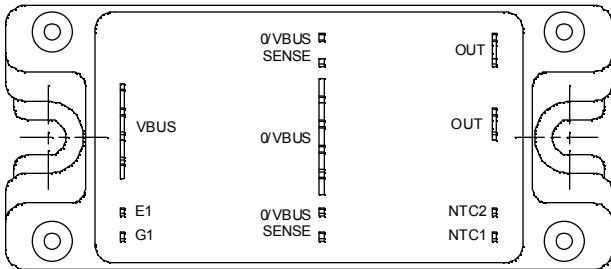 0/VBUS
SENSE
OUT
VBUS
0/VBUS
OUT
E1
G1
0/VBUS
SENSE
NTC2
NTC1